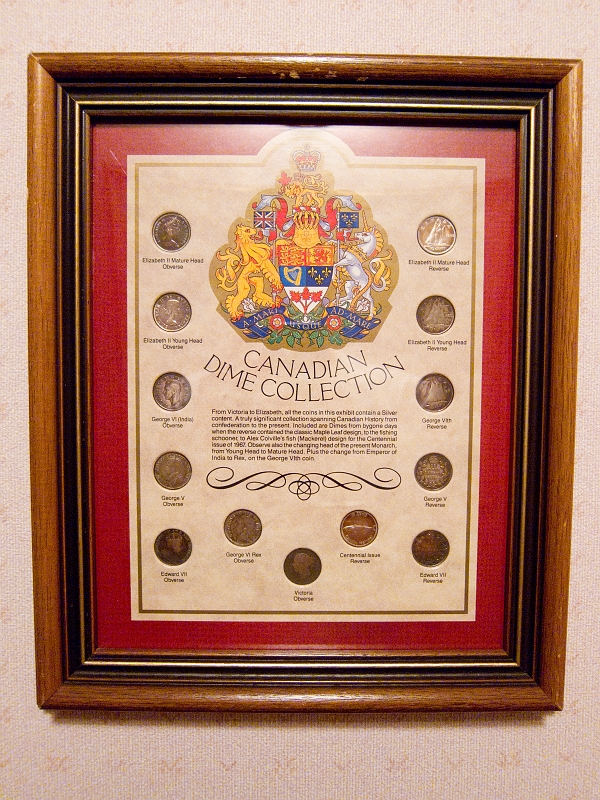 A MARI USQUE AD MARE
CANADIAN
DIME COLLECTION
From Victoria to Elizabeth, all the coins in this exhibit contain a Silver
content. A truly significant collection spanning Canadian History from
confederation to the present. Included are Dimes from bygone days
when the reverse contained the classic Maple Leaf design, to the fishing
schooner, to Alex Colville's fish (Mackerel) design for the Centennial
issue of 1967. Observe also the changing head of the present Monarch,
from Young Head to Mature Head. Plus the change from Emperor of
India to Rex, on the George VIth coin.
Elizabeth II Mature Head
Obverse
Elizabeth II Young Head
Obverse
George VI (India)
Obverse
George V
Obverse
Edward VII
Obverse
George VI Rex
Obverse
Victoria
Obverse
Centennial Issue
Reverse
Elizabeth II Mature Head
Reverse
Elizabeth II Young Head
Reverse
George VIth
Reverse
George V
Reverse
Edward VII
Reverse